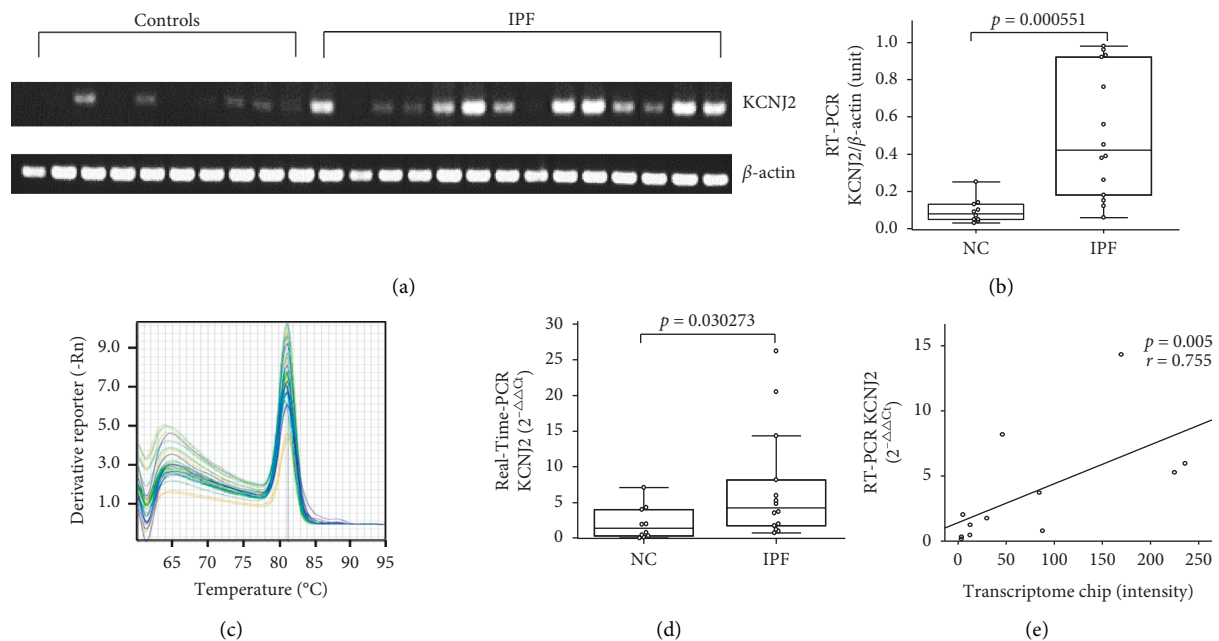 Controls
IPF
KCNJ2
β-actin
(a)
p = 0.000551
RT-PCR
KCNJ2/β-actin (unit)
1.0
0.8
0.6
0.4
0.2
0.0
NC
IPF
(b)
Derivative reporter (-Rn)
9.0
7.0
5.0
3.0
1.0
65
70
75
80
85
90
95
Temperature (°C)
(c)
p = 0.030273
Real-Time-PCR
KCNJ2 (2^−△△Ct)
30
25
20
15
10
5
0
NC
IPF
(d)
p = 0.005
r = 0.755
RT-PCR KCNJ2
(2^−△△Ct)
15
10
5
0
0
50
100
150
200
250
Transcriptome chip (intensity)
(e)